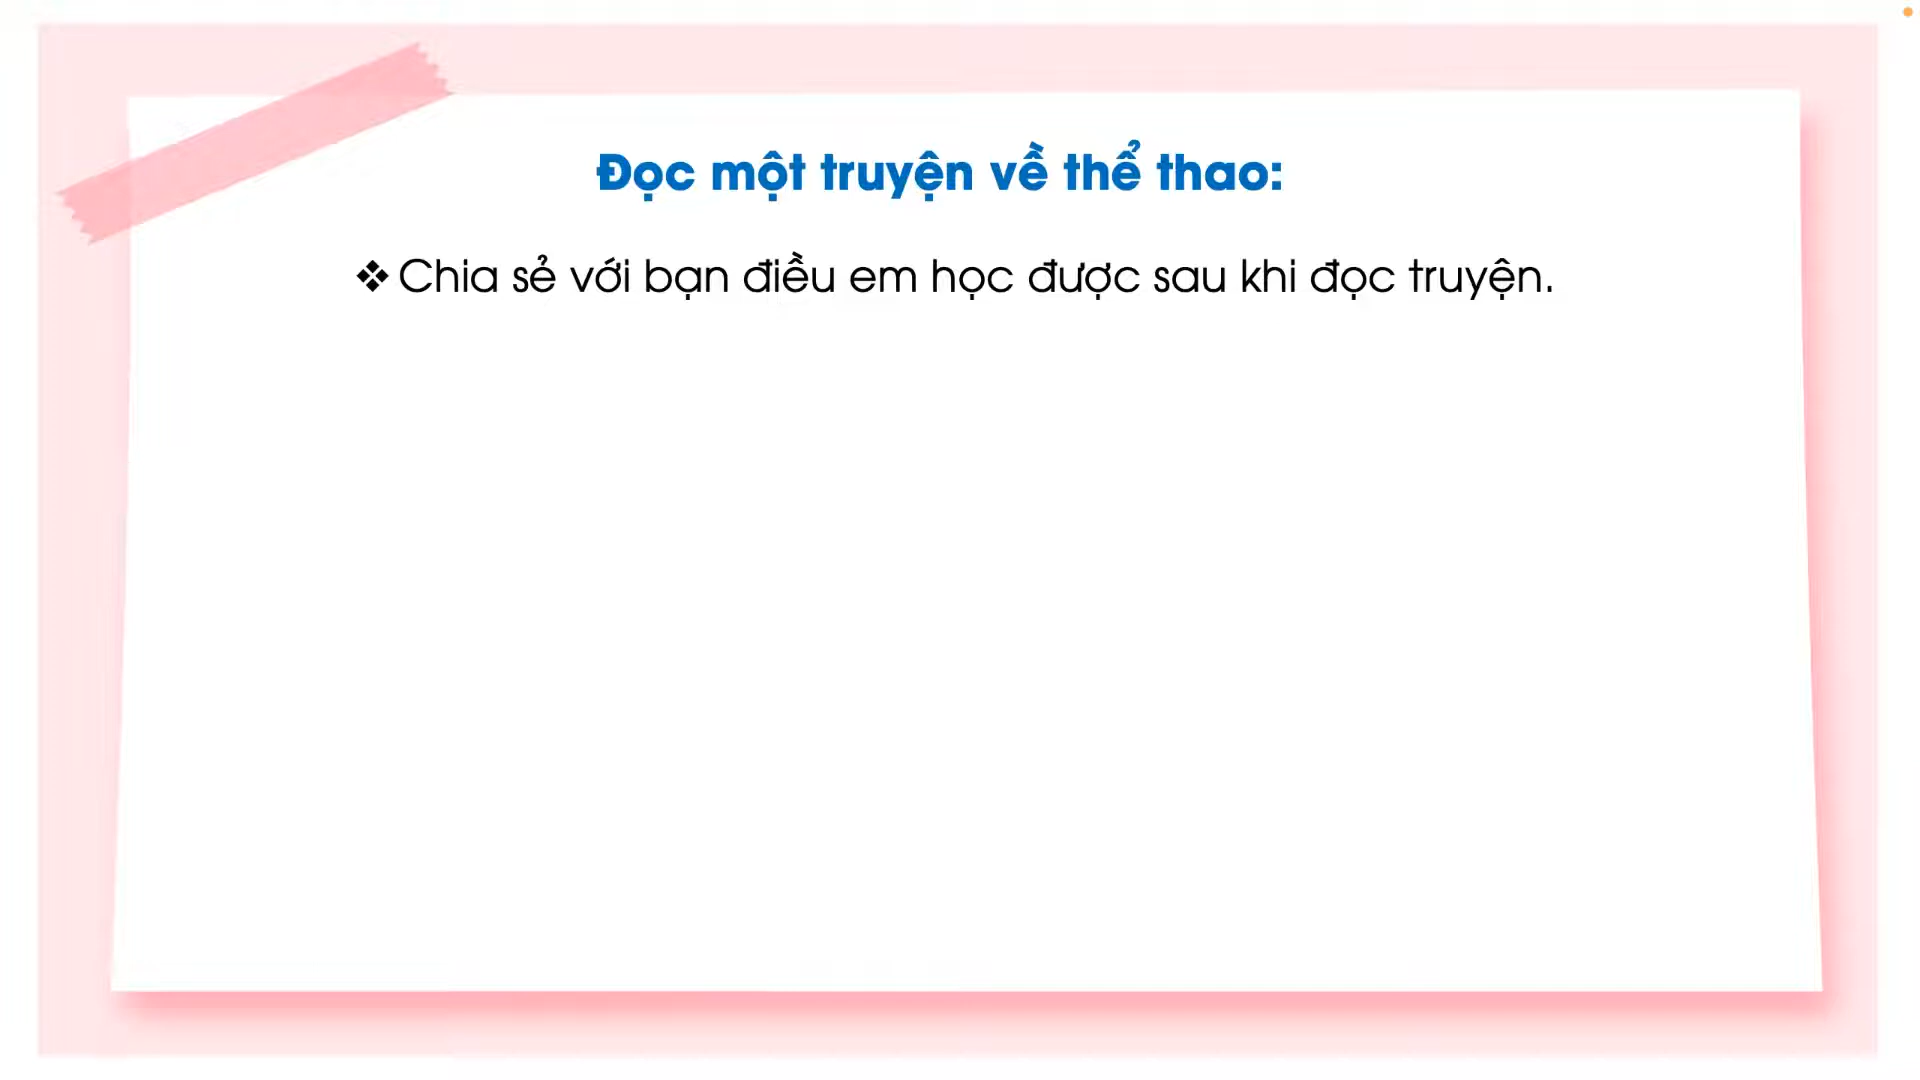 Đọc một truyện về thể thao:
❖ Chia sẻ với bạn điều em học được sau khi đọc truyện.